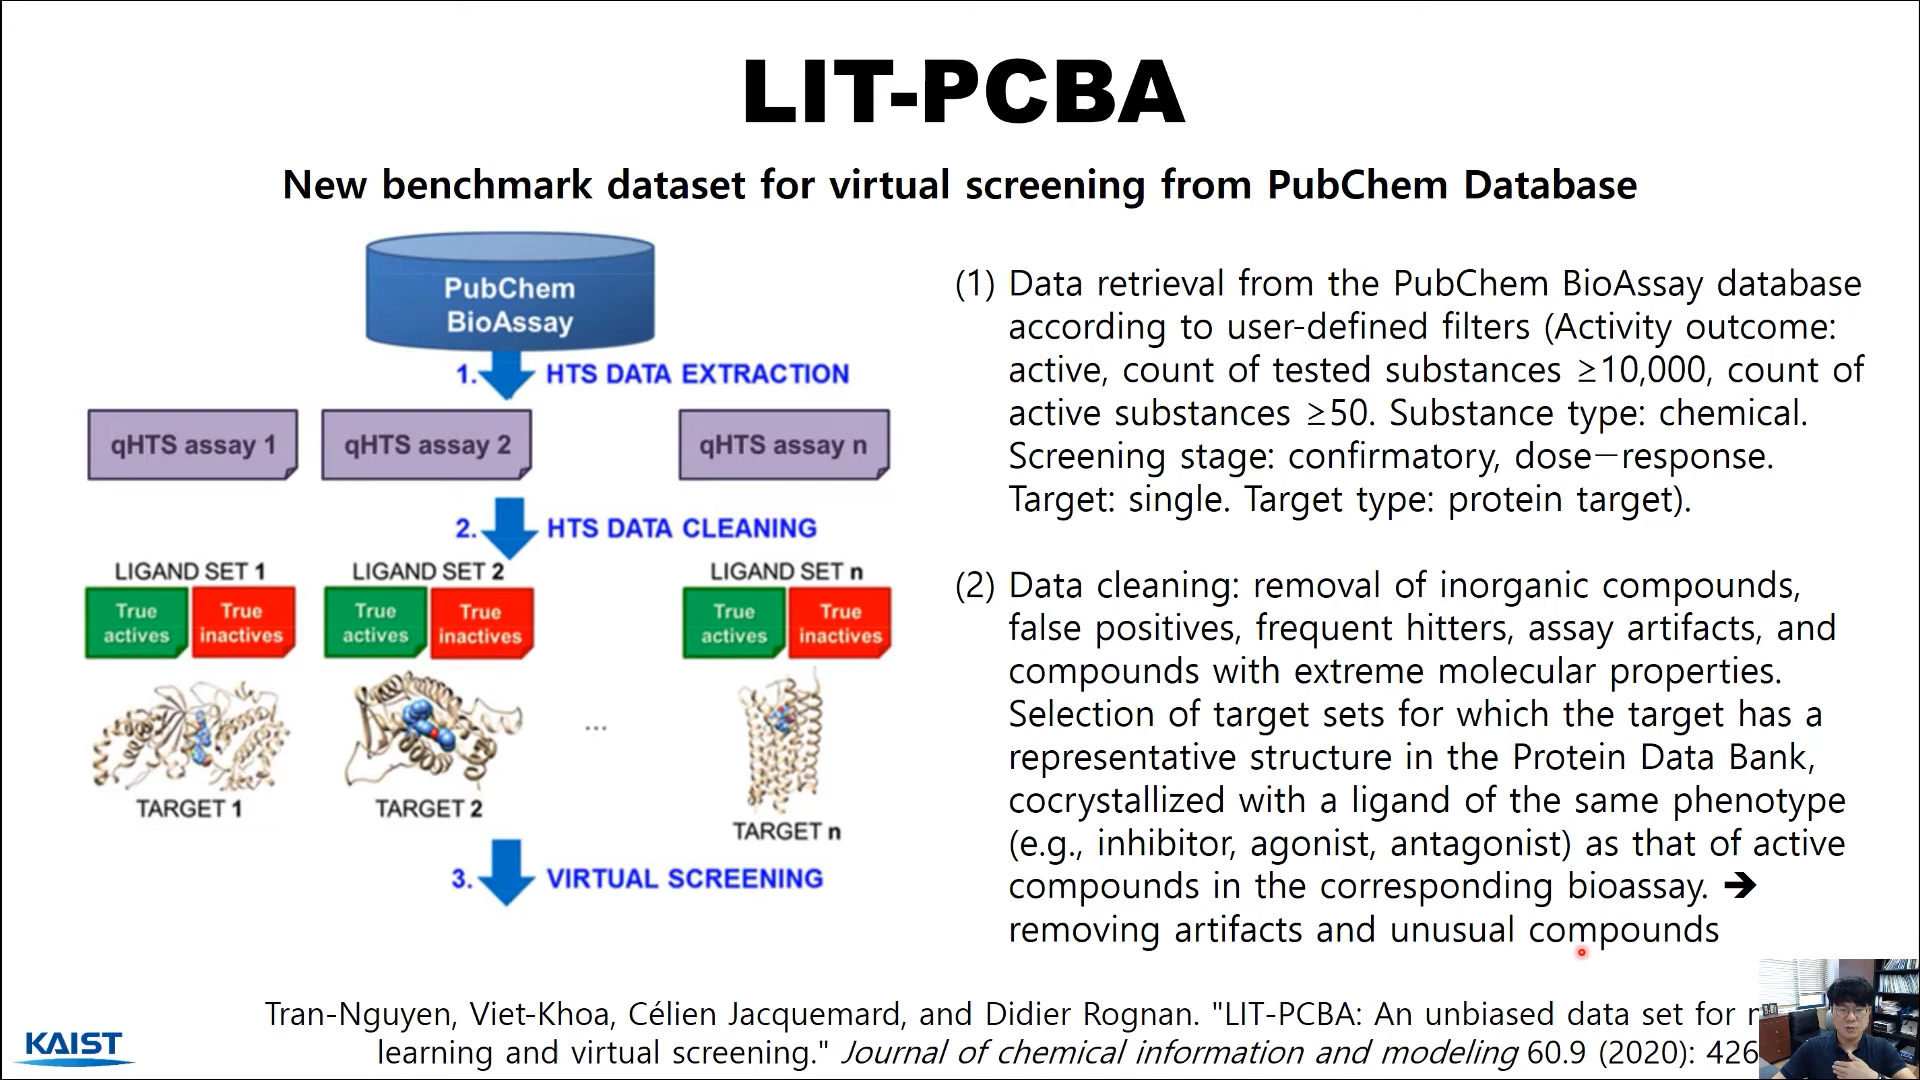 LIT-PCBA
New benchmark dataset for virtual screening from PubChem Database
PubChem
BioAssay
1. HTS DATA EXTRACTION
qHTS assay 1
qHTS assay 2
qHTS assay n
2. HTS DATA CLEANING
LIGAND SET 1
LIGAND SET 2
LIGAND SET n
True
actives
True
inactives
True
actives
True
inactives
True
actives
True
inactives
...
TARGET 1
TARGET 2
TARGET n
3. VIRTUAL SCREENING
(1) Data retrieval from the PubChem BioAssay database
according to user-defined filters (Activity outcome:
active, count of tested substances ≥10,000, count of
active substances ≥50. Substance type: chemical.
Screening stage: confirmatory, dose−response.
Target: single. Target type: protein target).
(2) Data cleaning: removal of inorganic compounds,
false positives, frequent hitters, assay artifacts, and
compounds with extreme molecular properties.
Selection of target sets for which the target has a
representative structure in the Protein Data Bank,
cocrystallized with a ligand of the same phenotype
(e.g., inhibitor, agonist, antagonist) as that of active
compounds in the corresponding bioassay. ➔
removing artifacts and unusual compounds
Tran-Nguyen, Viet-Khoa, Célien Jacquemard, and Didier Rognan. "LIT-PCBA: An unbiased data set for
learning and virtual screening." Journal of chemical information and modeling 60.9 (2020): 426
KAIST